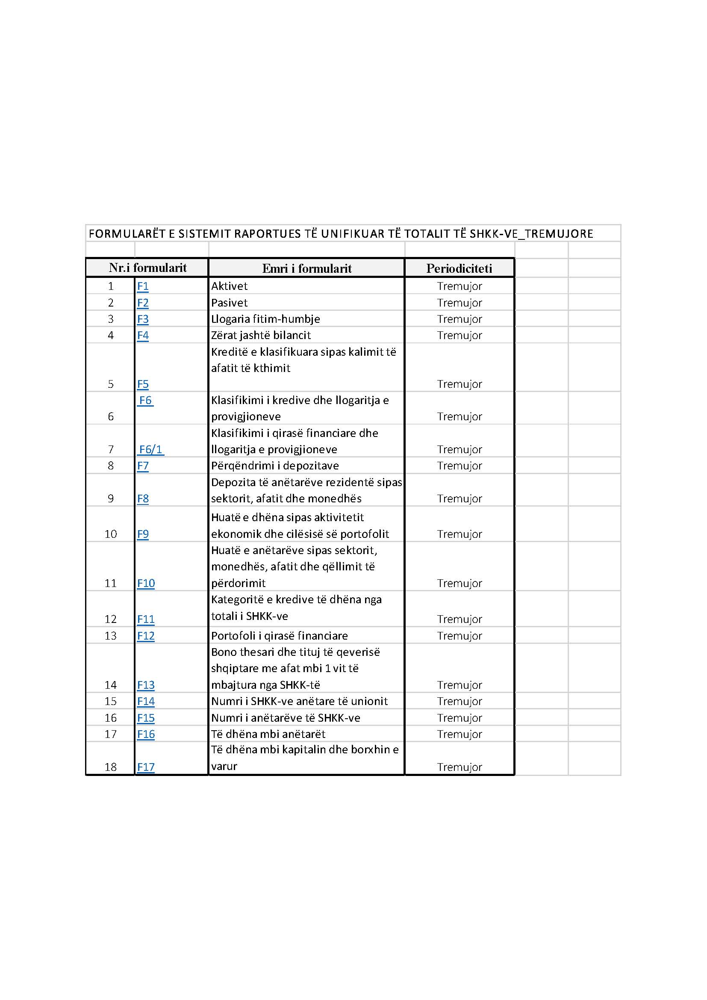 FORMULARËT E SISTEMIT RAPORTUES TË UNIFIKUAR TË TOTALIT TË SHKK-VE_TREMUJORE
Nr.i formularit Emri i formularit Periodiciteti
1 F1 Aktivet Tremujor
2 F2 Pasivet Tremujor
3 F3 Llogaria fitim-humbje Tremujor
4 F4 Zërat jashtë bilancit Tremujor
Kreditë e klasifikuara sipas kalimit të
afatit të kthimit
5 F5 Tremujor
F6 Klasifikimi i kredive dhe llogaritja e
6 provigjioneve Tremujor
Klasifikimi i qirasë financiare dhe
7 F6/1 llogaritja e provigjioneve Tremujor
8 F7 Përqëndrimi i depozitave Tremujor
Depozita të anëtarëve rezidentë sipas
9 F8 sektorit, afatit dhe monedhës Tremujor
Huatë e dhëna sipas aktivitetit
10 F9 ekonomik dhe cilësisë së portofolit Tremujor
Huatë e anëtarëve sipas sektorit,
monedhës, afatit dhe qëllimit të
11 F10 përdorimit Tremujor
Kategoritë e kredive të dhëna nga
12 F11 totali i SHKK-ve Tremujor
13 F12 Portofoli i qirasë financiare Tremujor
Bono thesari dhe tituj të qeverisë
shqiptare me afat mbi 1 vit të
14 F13 mbajtura nga SHKK-të Tremujor
15 F14 Numri i SHKK-ve anëtare të unionit Tremujor
16 F15 Numri i anëtarëve të SHKK-ve Tremujor
17 F16 Të dhëna mbi anëtarët Tremujor
Të dhëna mbi kapitalin dhe borxhin e
18 F17 varur Tremujor